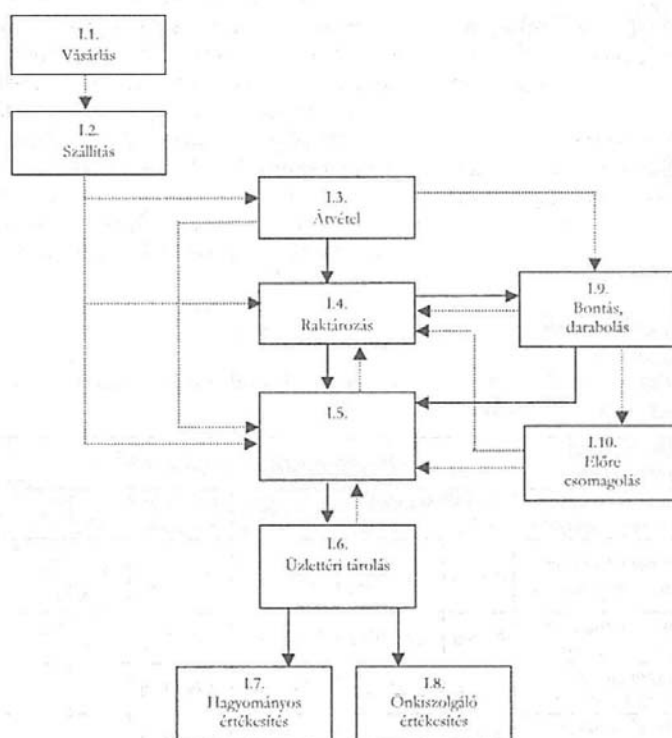 I.1.
Vásárlás
I.2.
Szállítás
I.3.
Átvétel
I.4.
Raktározás
I.9.
Bontás,
darabolás
I.5.
I.10.
Előre
csomagolás
I.6.
Üzlettéri tárolás
I.7.
Hagyományos
értékesítés
I.8.
Önkiszolgáló
értékesítés